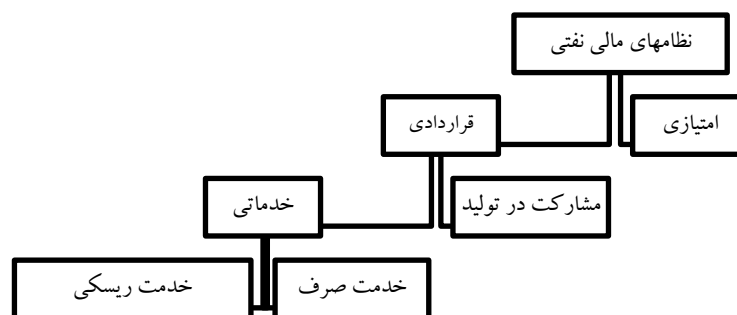 نظامهای مالی نفتی
امتیازی
قراردادی
مشارکت در تولید
خدماتی
خدمت صرف
خدمت ریسکی